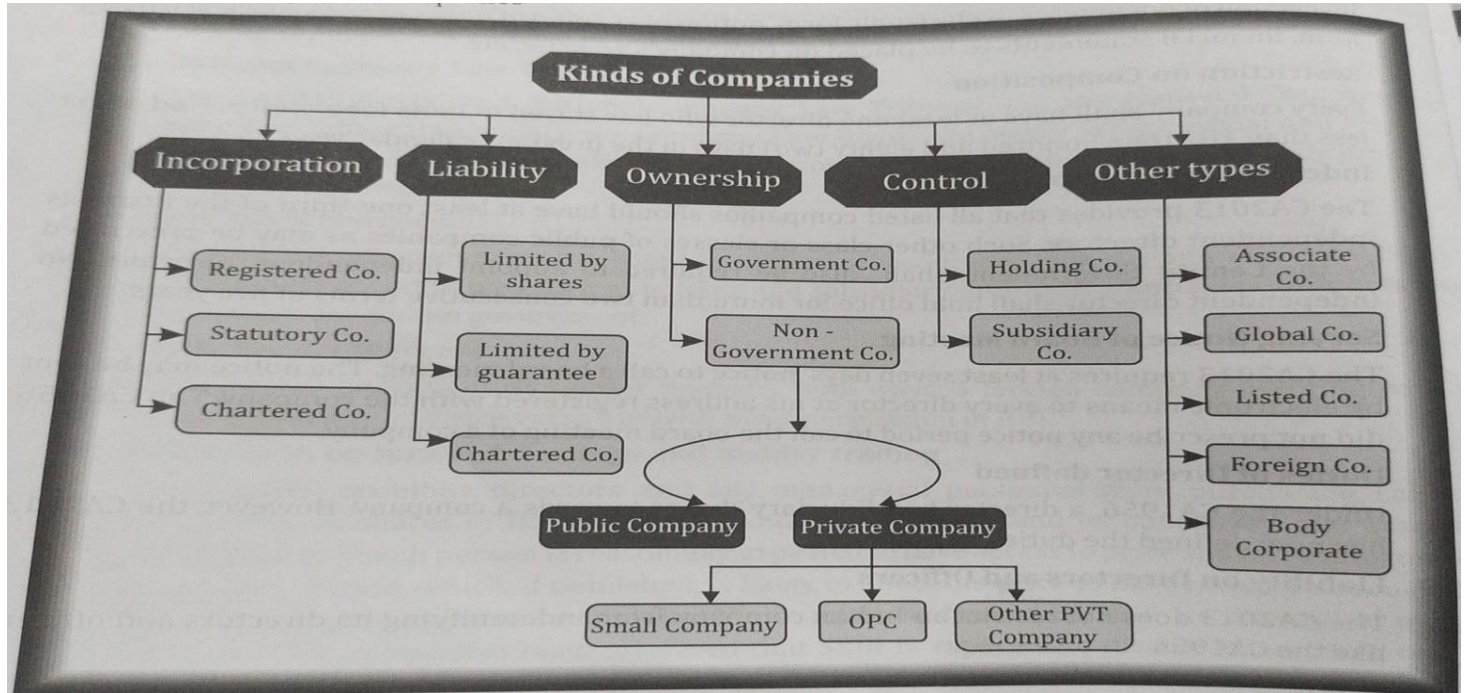 Kinds of Companies
Incorporation
Liability
Ownership
Control
Other types
Registered Co.
Statutory Co.
Chartered Co.
Limited by
shares
Limited by
guarantee
Chartered Co.
Government Co.
Non -
Government Co.
Public Company
Private Company
Small Company
OPC
Other PVT
Company
Holding Co.
Subsidiary
Co.
Associate
Co.
Global Co.
Listed Co.
Foreign Co.
Body
Corporate